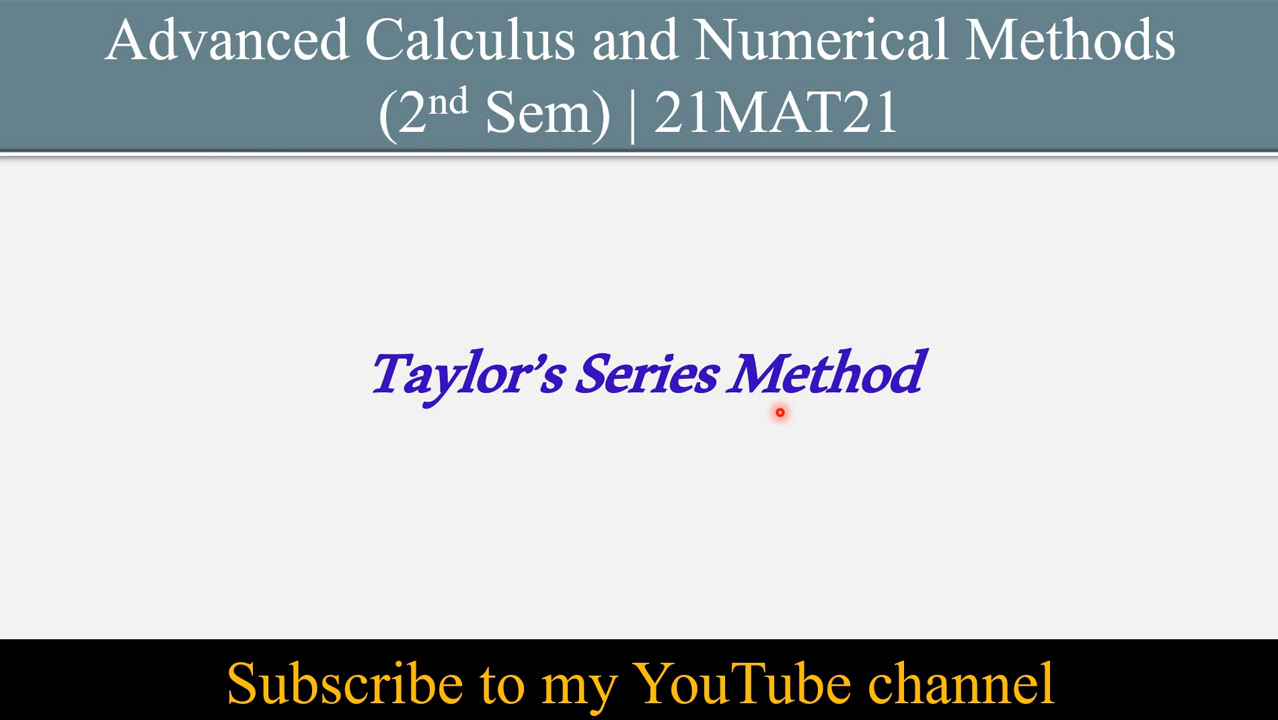 Advanced Calculus and Numerical Methods
(2nd Sem) | 21MAT21
Taylor's Series Method
Subscribe to my YouTube channel